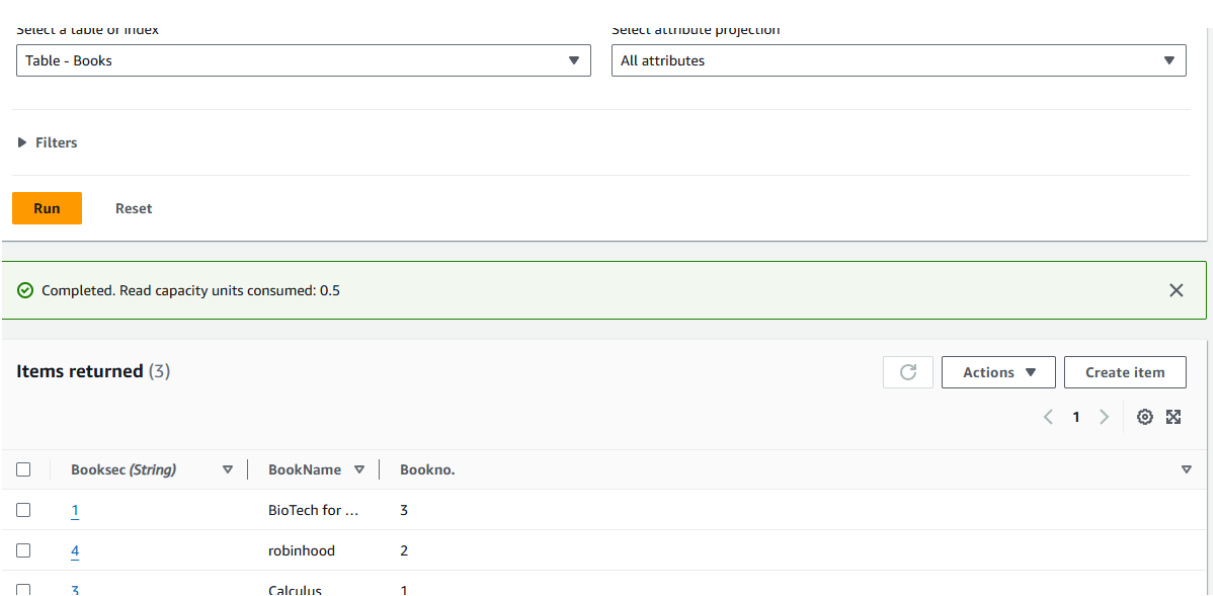 Select a table or index Select attribute projection
Table - Books All attributes
Filters
Run Reset
Completed. Read capacity units consumed: 0.5
Items returned (3) Actions Create item
1
Booksec (String) BookName Bookno.
1 BioTech for ... 3
4 robinhood 2
3 Calculus 1